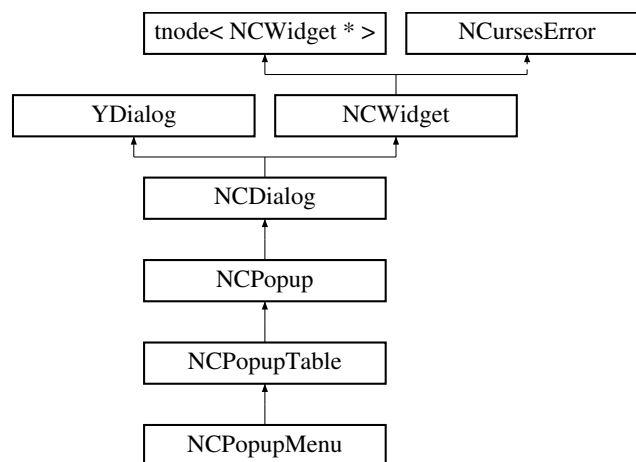 tnode< NCWidget * >
NCursesError
YDialog
NCWidget
NCDialog
NCPopup
NCPopupTable
NCPopupMenu